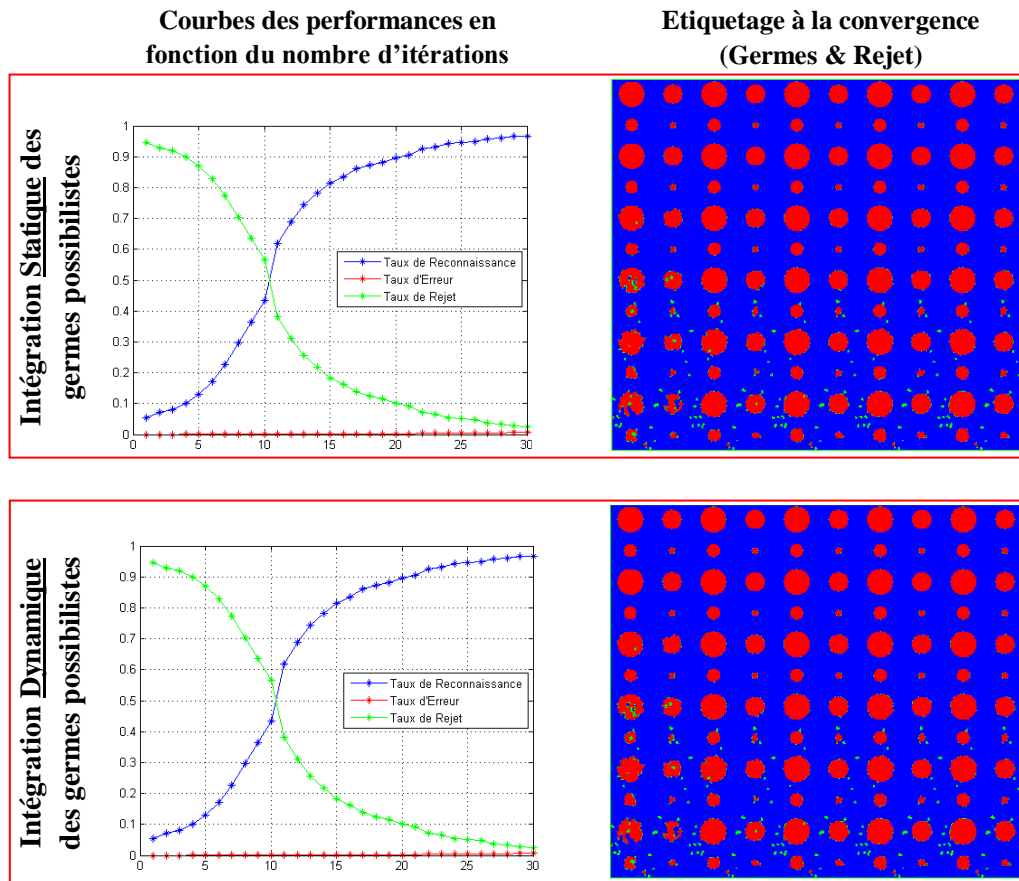 Courbes des performances en
fonction du nombre d'itérations
Etiquetage à la convergence
(Germes & Rejet)
Intégration Statique des
germes possibilistes
1
0.9
0.8
0.7
0.6
0.5
0.4
0.3
0.2
0.1
0
0 5 10 15 20 25 30
Taux de Reconnaissance
Taux d'Erreur
Taux de Rejet
Intégration Dynamique
des germes possibilistes
1
0.9
0.8
0.7
0.6
0.5
0.4
0.3
0.2
0.1
0
0 5 10 15 20 25 30
Taux de Reconnaissance
Taux d'Erreur
Taux de Rejet